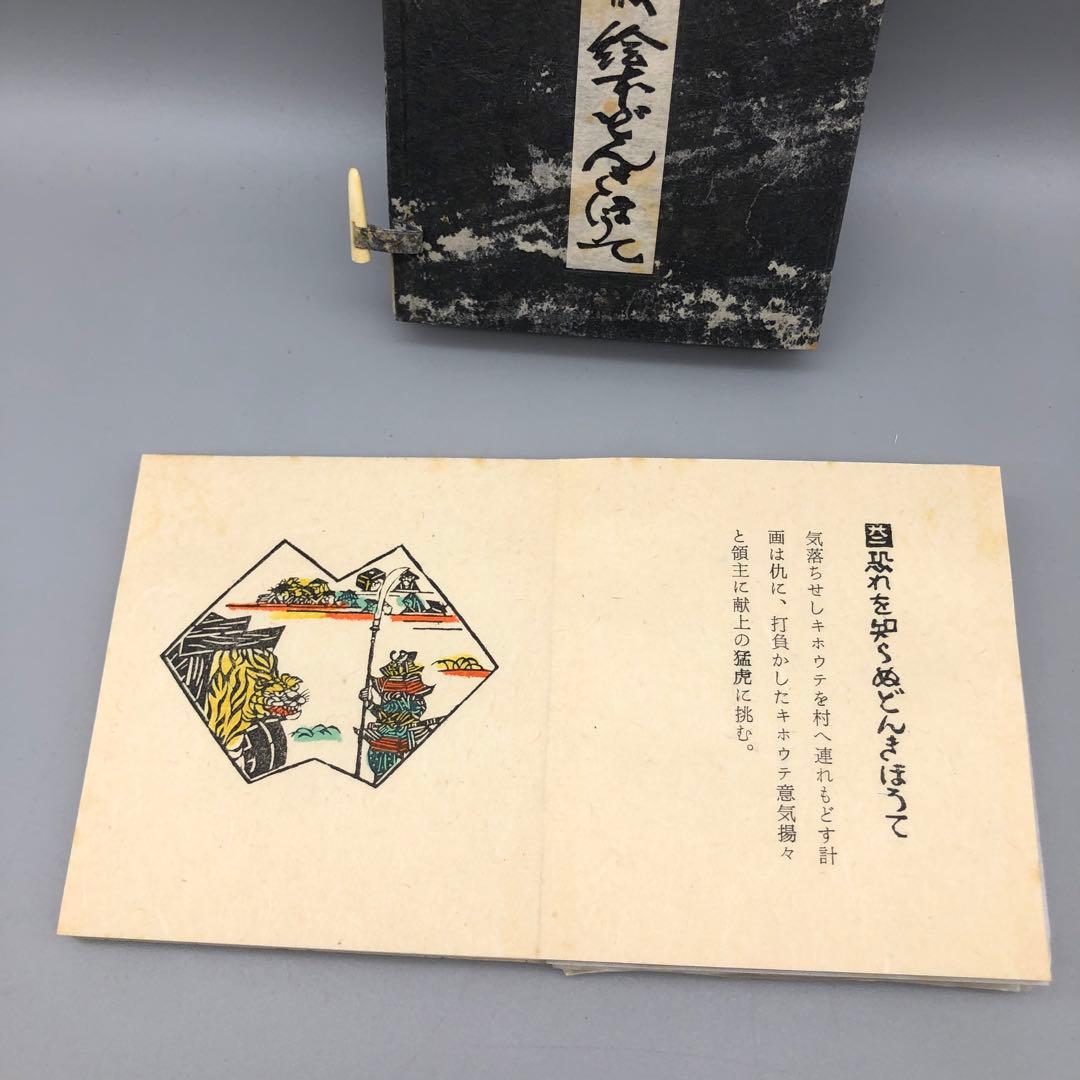 絵本どんきほうて
恐れを知らぬどんきほうて
気落ちせしキホウテを村へ連れもどす計
画は仇に、打負かしたキホウテ意気揚々
と領主に献上の猛虎に挑む。